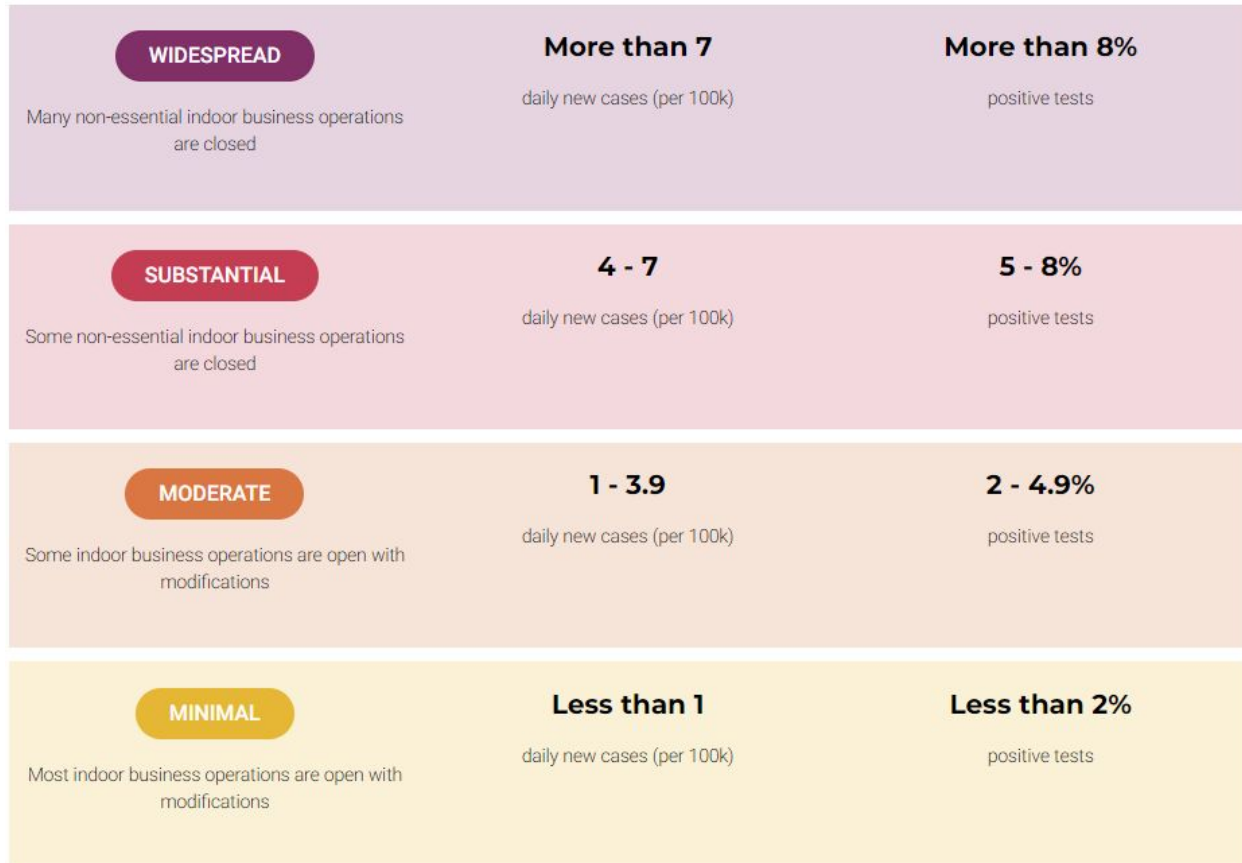 WIDESPREAD
More than 7
More than 8%
daily new cases (per 100k)
positive tests
Many non-essential indoor business operations
are closed
SUBSTANTIAL
4 - 7
5 - 8%
daily new cases (per 100k)
positive tests
Some non-essential indoor business operations
are closed
MODERATE
1 - 3.9
2 - 4.9%
daily new cases (per 100k)
positive tests
Some indoor business operations are open with
modifications
MINIMAL
Less than 1
Less than 2%
daily new cases (per 100k)
positive tests
Most indoor business operations are open with
modifications